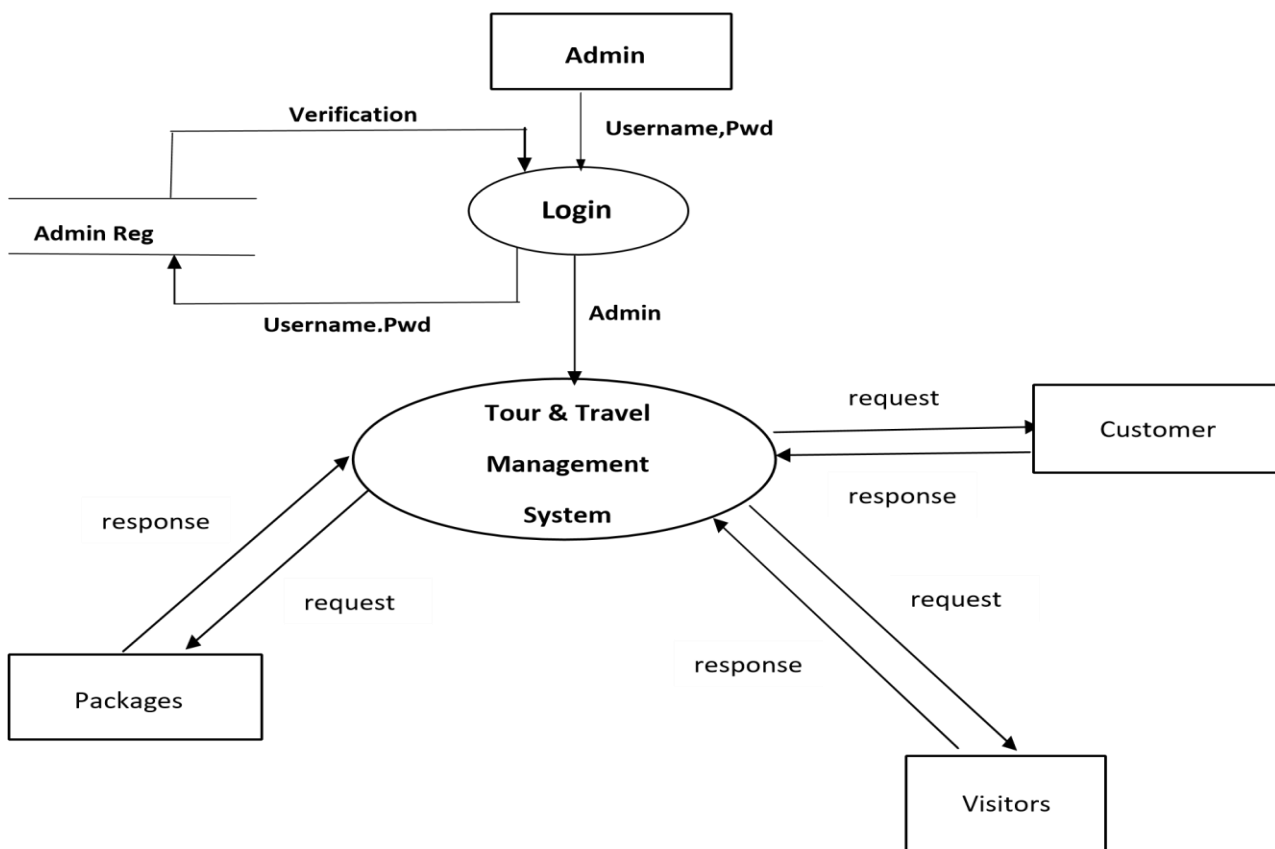 Admin
Verification
Username,Pwd
Login
Admin Reg
Username.Pwd
Admin
Tour & Travel
Management
System
request
Customer
response
response
request
request
response
Packages
Visitors